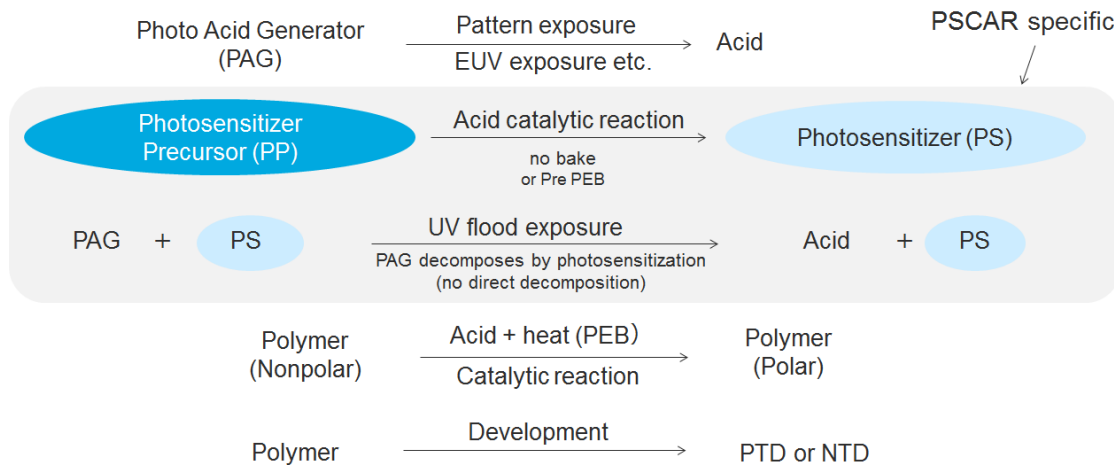 PSCAR specific
Photo Acid Generator
(PAG)
Pattern exposure
EUV exposure etc.
Acid
Photosensitizer
Precursor (PP)
Acid catalytic reaction
no bake
or Pre PEB
Photosensitizer (PS)
PAG + PS
UV flood exposure
PAG decomposes by photosensitization
(no direct decomposition)
Acid + PS
Polymer
(Nonpolar)
Acid + heat (PEB)
Catalytic reaction
Polymer
(Polar)
Polymer
Development
PTD or NTD